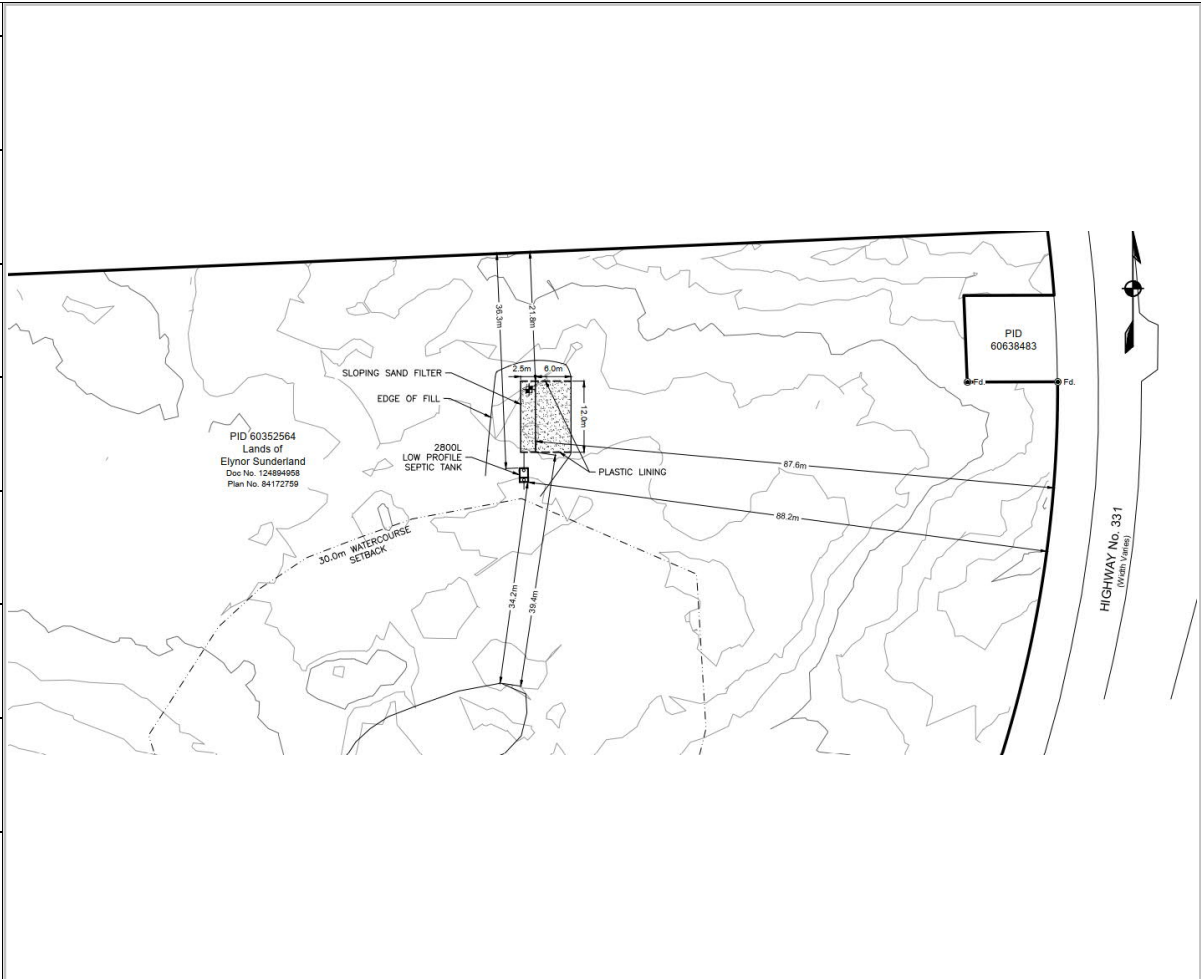 PID
60638483
Fd.
Fd.
36.3m
21.8m
SLOPING SAND FILTER
2.5m
6.0m
EDGE OF FILL
12.0m
PID 60352564
Lands of
Elynor Sunderland
Doc No. 124894958
Plan No. 84172759
2800L
LOW PROFILE
SEPTIC TANK
PLASTIC LINING
87.6m
88.2m
30.0m WATERCOURSE
SETBACK
34.2m
39.4m
HIGHWAY No. 331
(Width Varies)